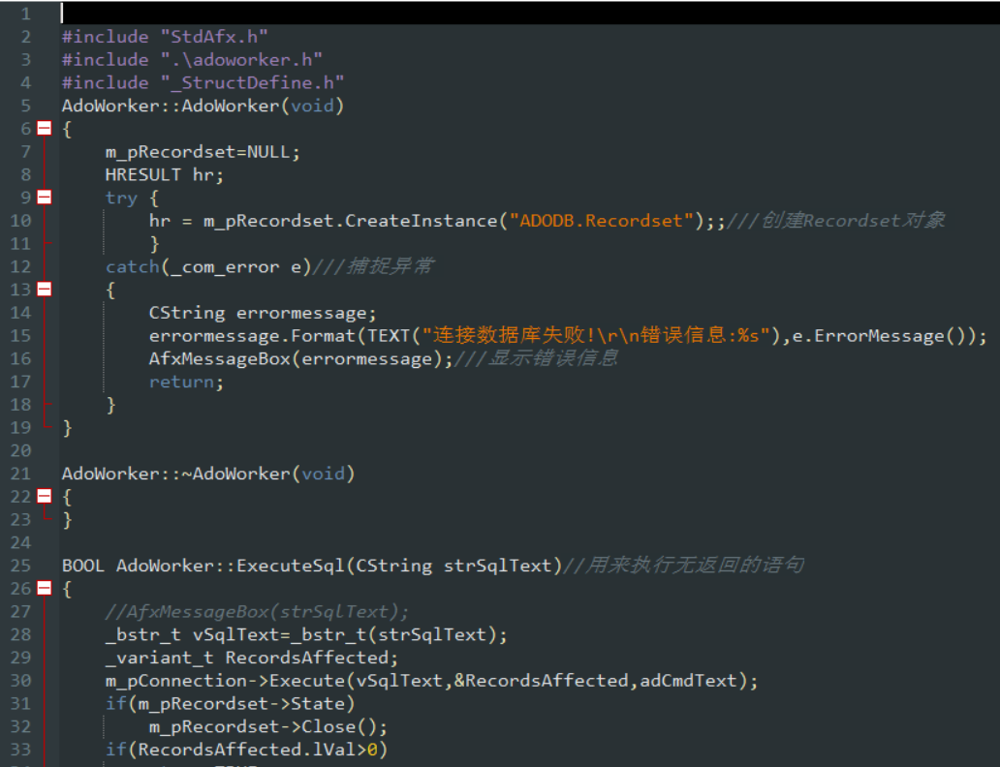 1
2 #include "StdAfx.h"
3 #include ".\adoworker.h"
4 #include "_StructDefine.h"
5 AdoWorker::AdoWorker(void)
6 {
7 m_pRecordset=NULL;
8 HRESULT hr;
9 try {
10 hr = m_pRecordset.CreateInstance("ADODB.Recordset");;///创建Recordset对象
11 }
12 catch(_com_error e)///捕捉异常
13 {
14 CString errormessage;
15 errormessage.Format(TEXT("连接数据库失败!\r\n错误信息:%s"),e.ErrorMessage());
16 AfxMessageBox(errormessage);///显示错误信息
17 return;
18 }
19 }
20
21 AdoWorker::~AdoWorker(void)
22 {
23 }
24
25 BOOL AdoWorker::ExecuteSql(CString strSqlText)//用来执行无返回的语句
26 {
27 //AfxMessageBox(strSqlText);
28 _bstr_t vSqlText=_bstr_t(strSqlText);
29 _variant_t RecordsAffected;
30 m_pConnection->Execute(vSqlText,&RecordsAffected,adCmdText);
31 if(m_pRecordset->State)
32 m_pRecordset->Close();
33 if(RecordsAffected.lVal>0)